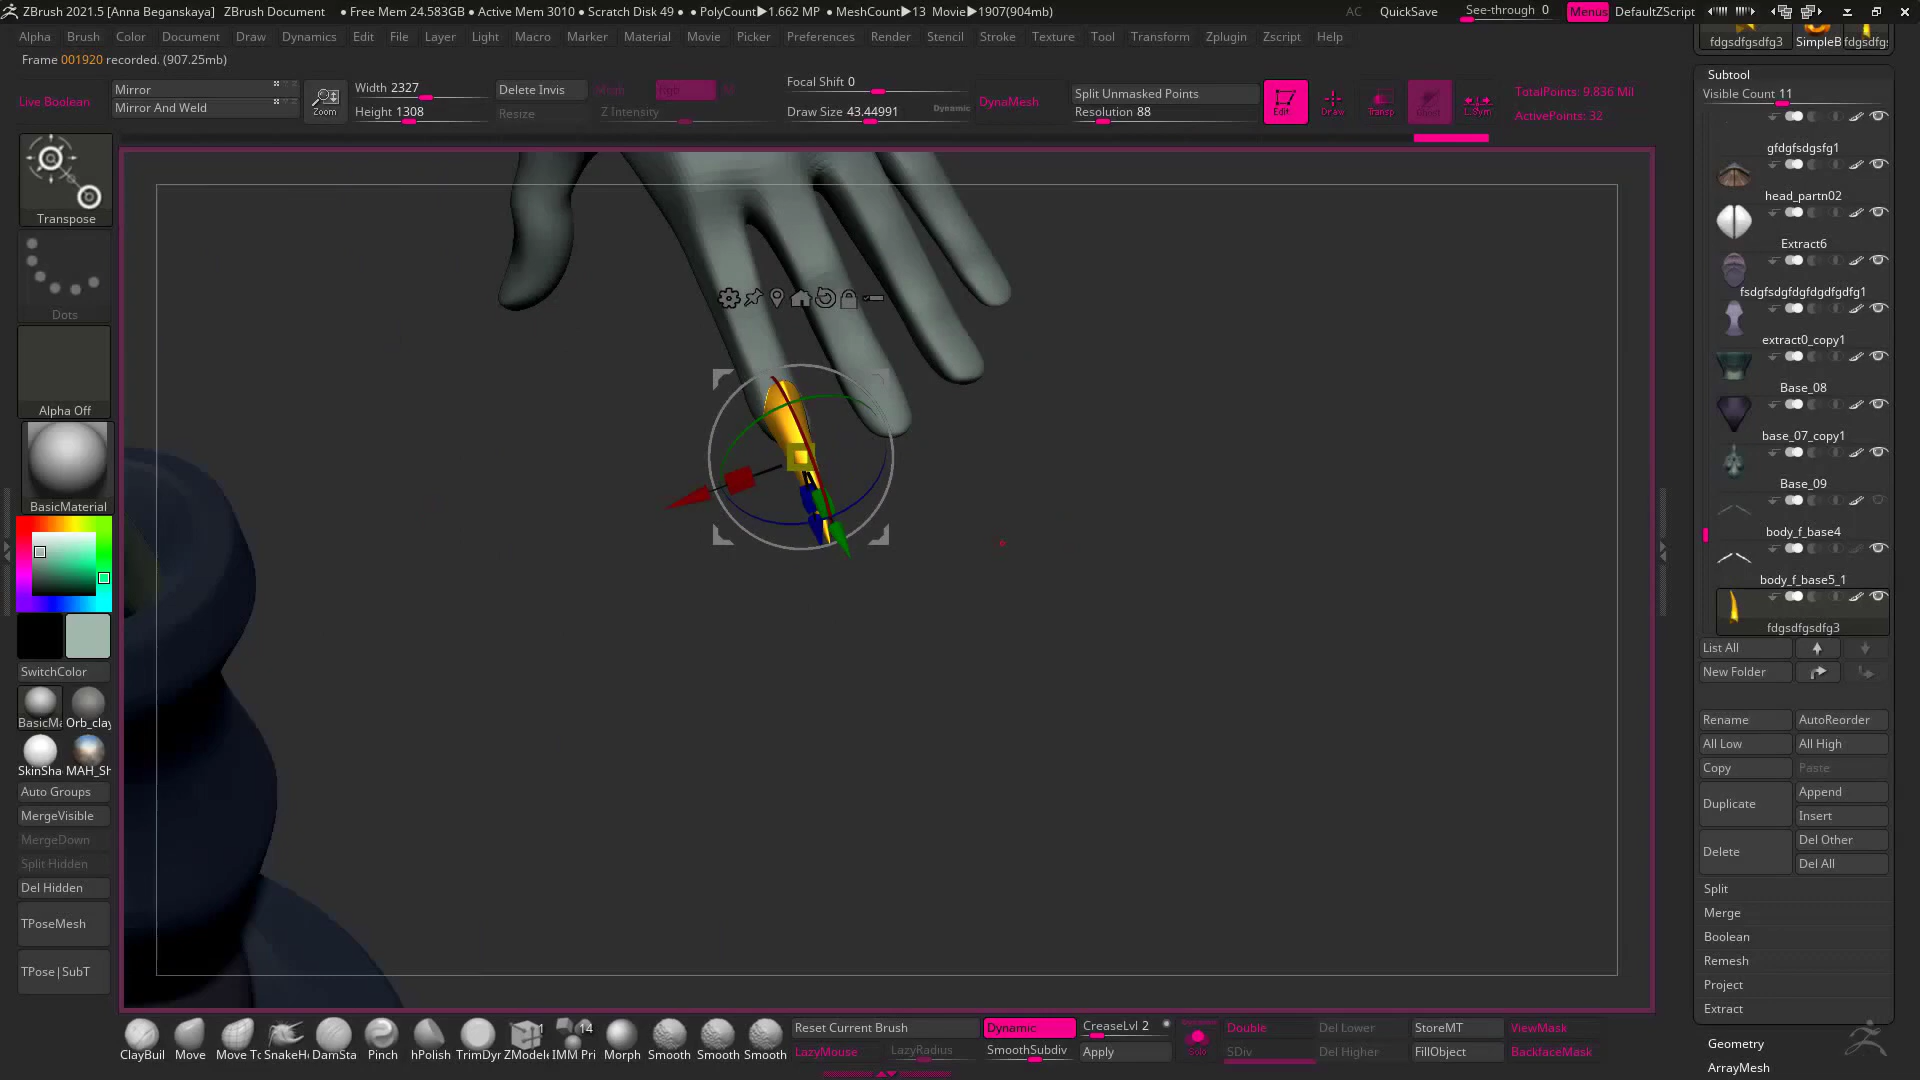 ZBrush 2021.5 [Anna Beganskaya] ZBrush Document • Free Mem 24.583GB • Active Mem 3010 • Scratch Disk 49 • PolyCount▶1.662 MP • MeshCount▶13 Movie▶1907(904mb) AC QuickSave See-through 0 Menus DefaultZScript
Alpha Brush Color Document Draw Dynamics Edit File Layer Light Macro Marker Material Movie Picker Preferences Render Stencil Stroke Texture Tool Transform Zplugin Zscript Help
fdgsdfgsdfg3 SimpleB fdgsdfg
Frame 001920 recorded. (907.25mb)
Subtool
Visible Count 11
Live Boolean
Mirror
Mirror And Weld
Zoom
Width 2327
Height 1308
Delete Invis
Resize
Rgb
Z Intensity
Focal Shift 0
Draw Size 43.44991 Dynamic
DynaMesh
Split Unmasked Points
Resolution 88
Edit Draw Transp L.Sym
TotalPoints: 9.836 Mil
ActivePoints: 32
Transpose
Dots
Alpha Off
BasicMaterial
SwitchColor
BasicMa Orb_clay
SkinSha MAH_Sh
Auto Groups
MergeVisible
MergeDown
Split Hidden
Del Hidden
TPoseMesh
TPose|SubT
gfdgfsdgsfg1
head_partn02
Extract6
fsdgfsdgfdgfdgdfgdfg1
extract0_copy1
Base_08
base_07_copy1
Base_09
body_f_base4
body_f_base5_1
fdgsdfgsdfg3
List All
New Folder
Rename AutoReorder
All Low All High
Copy Paste
Duplicate Append
Insert
Delete Del Other
Del All
Split
Merge
Boolean
Remesh
Project
Extract
Geometry
ArrayMesh
ClayBuil Move Move To SnakeH DamSta Pinch hPolish TrimDyn ZModele IMM Pri Morph Smooth Smooth Smooth
1 14
Reset Current Brush
LazyMouse LazyRadius
Dynamic
SmoothSubdiv
CreaseLvl 2
Apply
Solo
Double
SDiv
Del Lower
Del Higher
StoreMT
FillObject
ViewMask
BackfaceMask